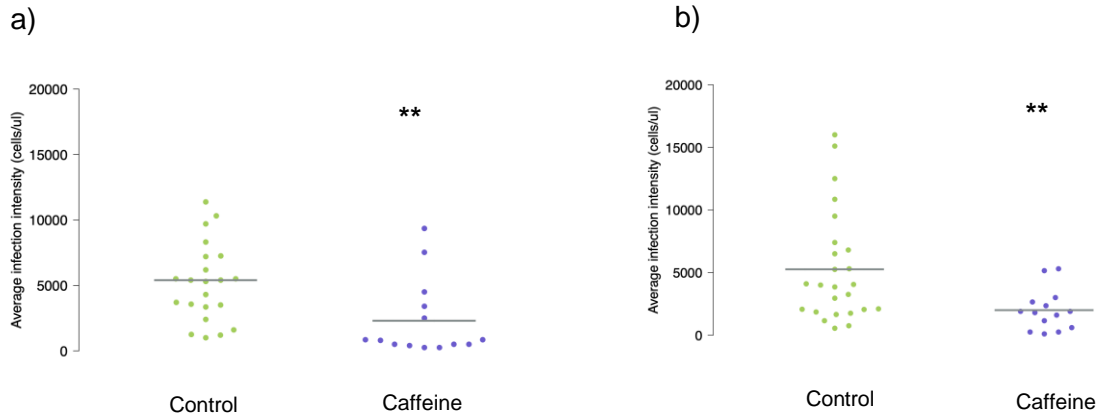 a)
Average infection intensity (cells/ul)
20000
15000
10000
5000
0
**
Control
Caffeine
b)
Average infection intensity (cells/ul)
20000
15000
10000
5000
0
**
Control
Caffeine